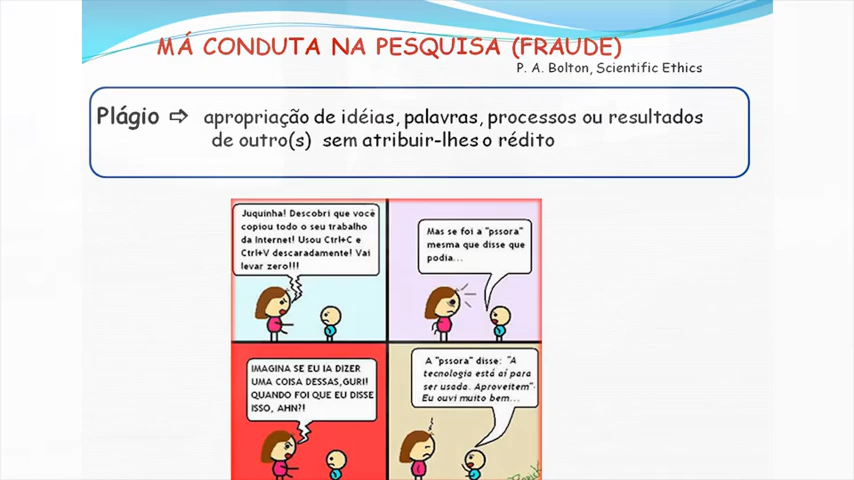 MÁ CONDUTA NA PESQUISA (FRAUDE)
P. A. Bolton, Scientific Ethics
Plágio ⇨ apropriação de idéias, palavras, processos ou resultados
de outro(s) sem atribuir-lhes o rédito
Juquinha! Descobri que você
copiou todo o seu trabalho
da Internet! Usou Ctrl+C e
Ctrl+V descaradamente! Vai
levar zero!!!
Mas se foi a "pssora"
mesma que disse que
podia...
IMAGINA SE EU IA DIZER
UMA COISA DESSAS,GURI!
QUANDO FOI QUE EU DISSE
ISSO, AHN?!
A "pssora" disse: "A
tecnologia está aí para
ser usada. Aproveitem".
Eu ouvi muito bem...